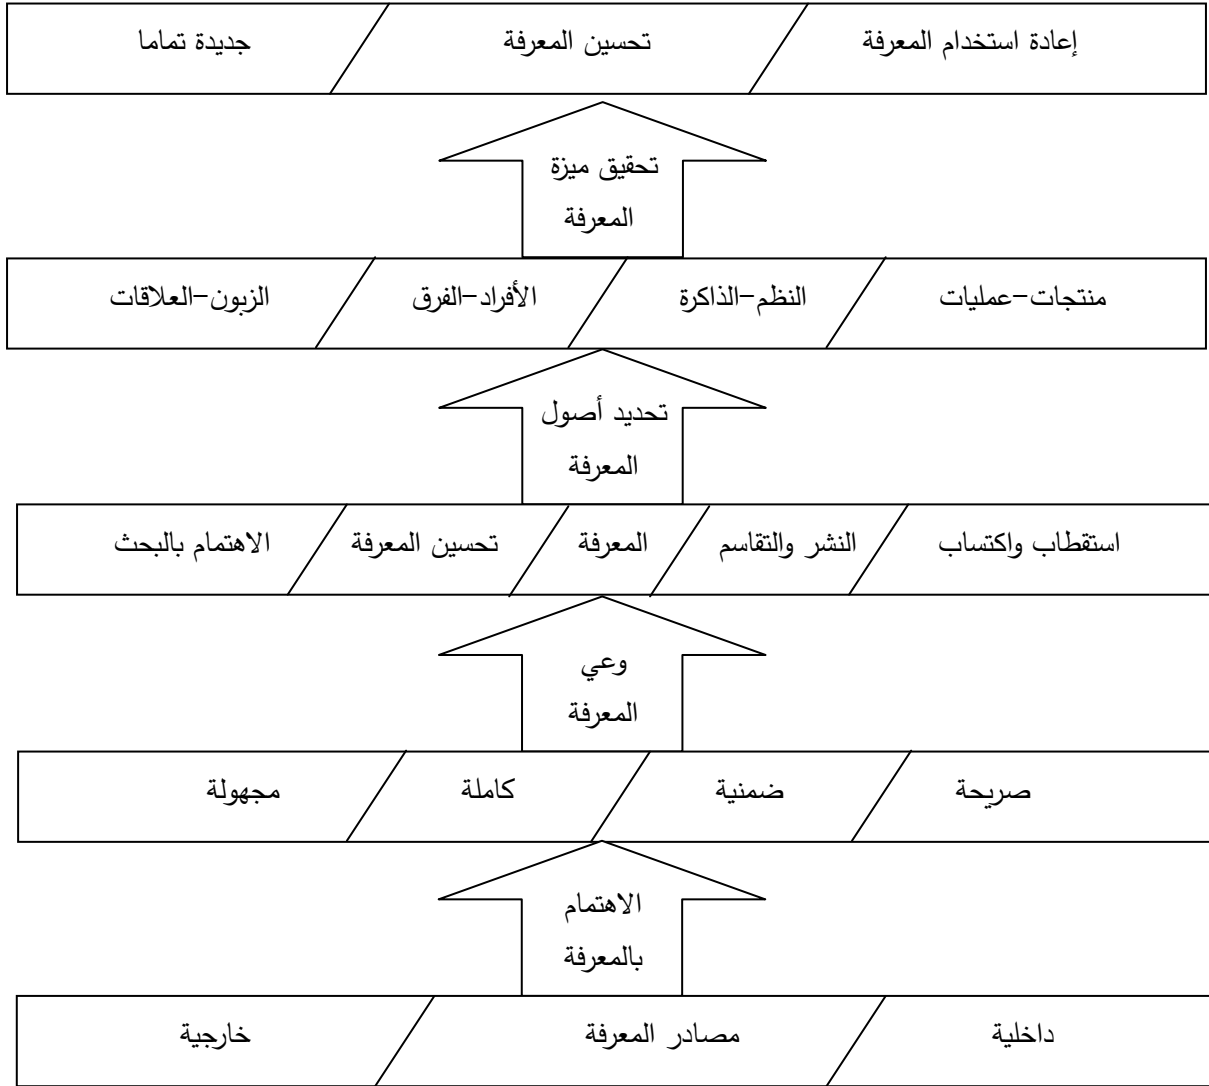 إعادة استخدام المعرفة تحسين المعرفة جديدة تماما
تحقيق ميزة
المعرفة
منتجات-عمليات النظم-الذاكرة الأفراد-الفرق الزبون-العلاقات
تحديد أصول
المعرفة
استقطاب واكتساب النشر والتقاسم المعرفة تحسين المعرفة الاهتمام بالبحث
وعي
المعرفة
صريحة ضمنية كاملة مجهولة
الاهتمام
بالمعرفة
داخلية مصادر المعرفة خارجية